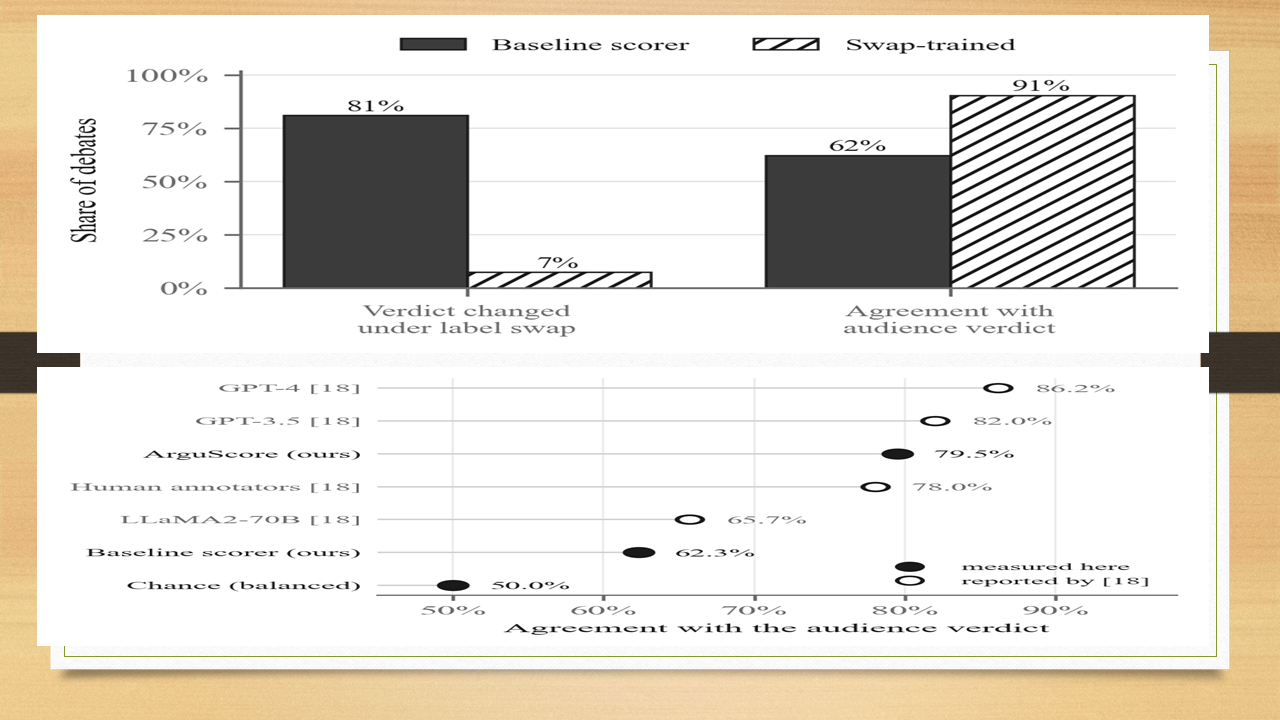 Baseline scorer
Swap-trained
Share of debates
100%
75%
50%
25%
0%
81%
7%
62%
91%
Verdict changed
under label swap
Agreement with
audience verdict
GPT-4 [18]
86.2%
GPT-3.5 [18]
82.0%
ArguScore (ours)
79.5%
Human annotators [18]
78.0%
LLaMA2-70B [18]
65.7%
Baseline scorer (ours)
62.3%
Chance (balanced)
50.0%
measured here
reported by [18]
50%
60%
70%
80%
90%
Agreement with the audience verdict